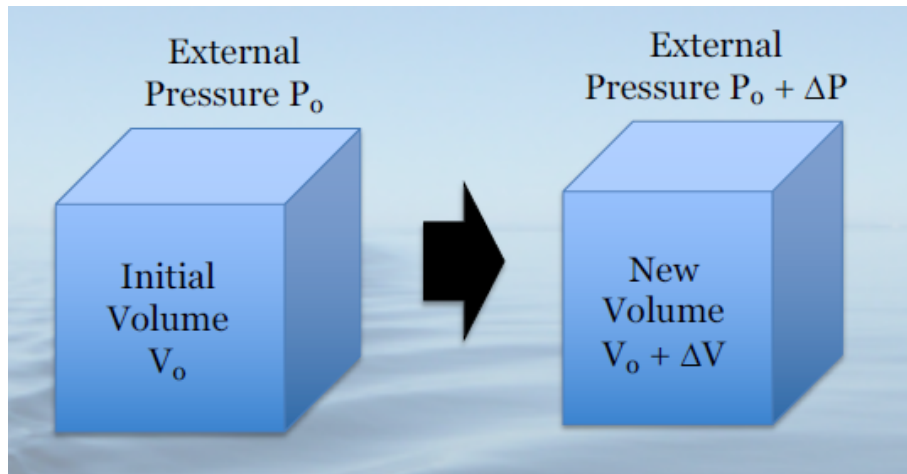 External
Pressure Pₒ
External
Pressure Pₒ + ΔP
Initial
Volume
Vₒ
New
Volume
Vₒ + ΔV